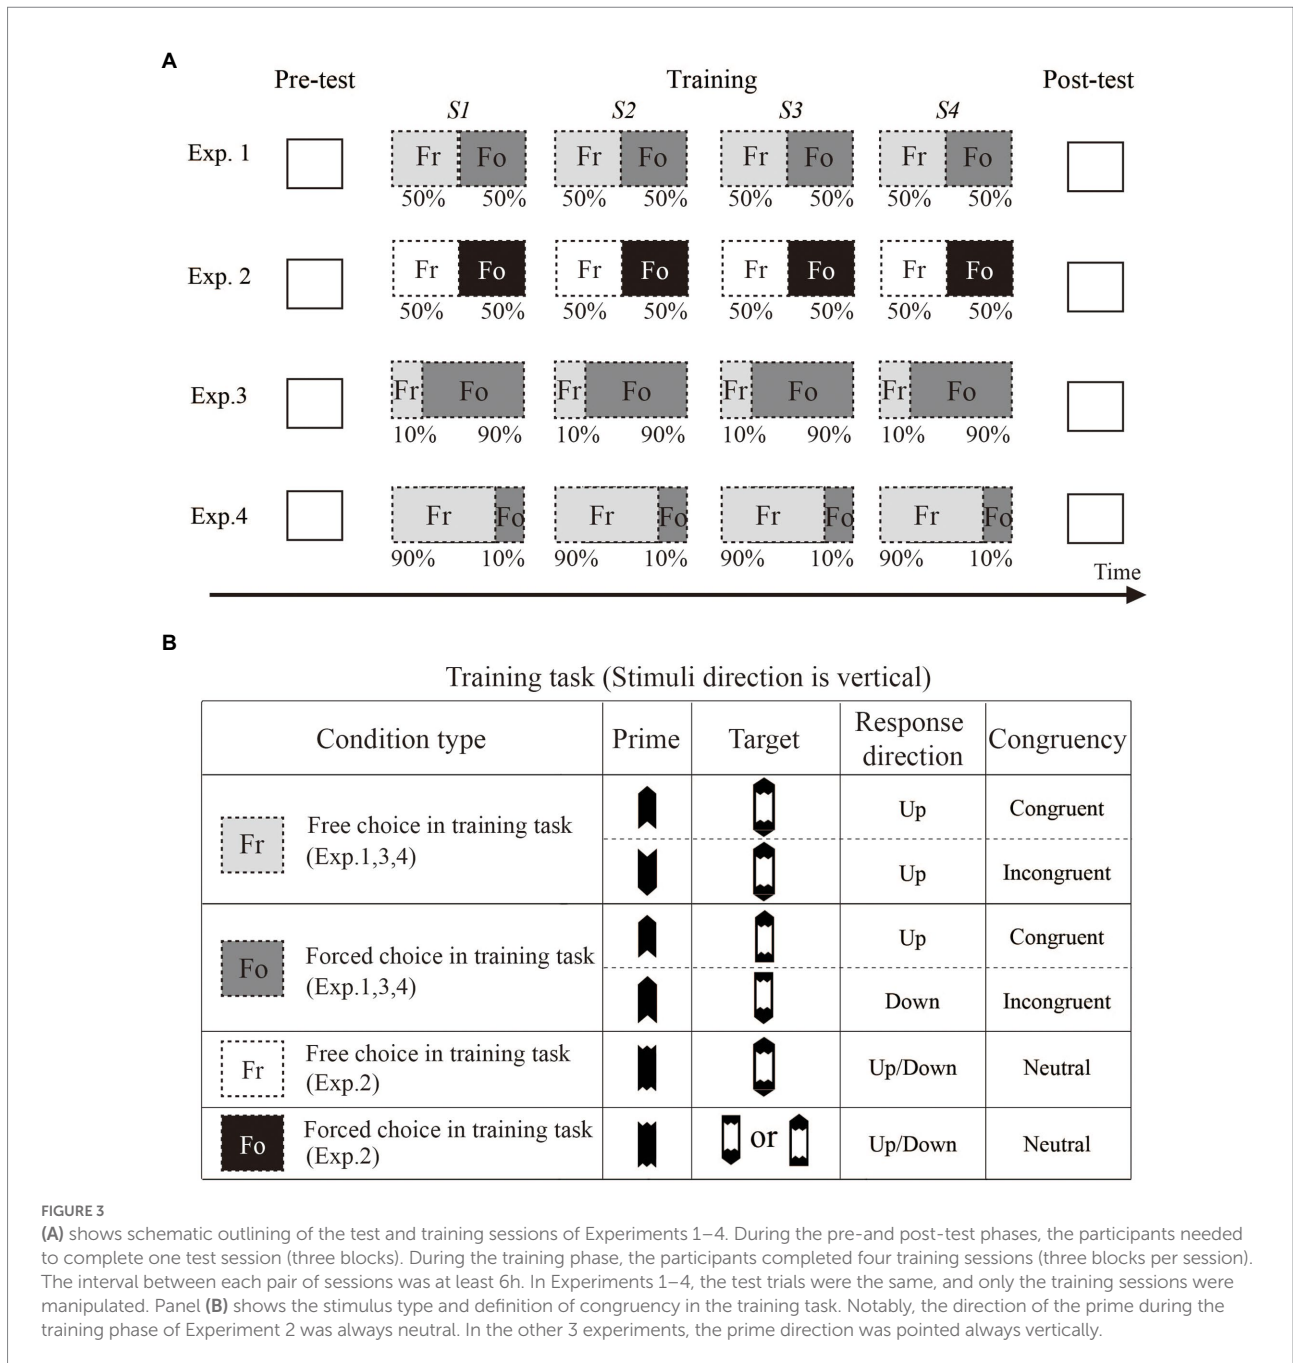 A
Pre-test Training Post-test
S1 S2 S3 S4
Exp. 1 Fr Fo Fr Fo Fr Fo Fr Fo
50% 50% 50% 50% 50% 50% 50% 50%
Exp. 2 Fr Fo Fr Fo Fr Fo Fr Fo
50% 50% 50% 50% 50% 50% 50% 50%
Exp.3 Fr Fo Fr Fo Fr Fo Fr Fo
10% 90% 10% 90% 10% 90% 10% 90%
Exp.4 Fr Fo Fr Fo Fr Fo Fr Fo
90% 10% 90% 10% 90% 10% 90% 10%
Time
B
Training task (Stimuli direction is vertical)
Condition type Prime Target Response direction Congruency
Fr Free choice in training task
(Exp.1,3,4)
Up Congruent
Up Incongruent
Fo Forced choice in training task
(Exp.1,3,4)
Up Congruent
Down Incongruent
Fr Free choice in training task
(Exp.2)
Up/Down Neutral
Fo Forced choice in training task
(Exp.2)
or Up/Down Neutral
FIGURE 3
(A) shows schematic outlining of the test and training sessions of Experiments 1–4. During the pre-and post-test phases, the participants needed
to complete one test session (three blocks). During the training phase, the participants completed four training sessions (three blocks per session).
The interval between each pair of sessions was at least 6h. In Experiments 1–4, the test trials were the same, and only the training sessions were
manipulated. Panel (B) shows the stimulus type and definition of congruency in the training task. Notably, the direction of the prime during the
training phase of Experiment 2 was always neutral. In the other 3 experiments, the prime direction was pointed always vertically.